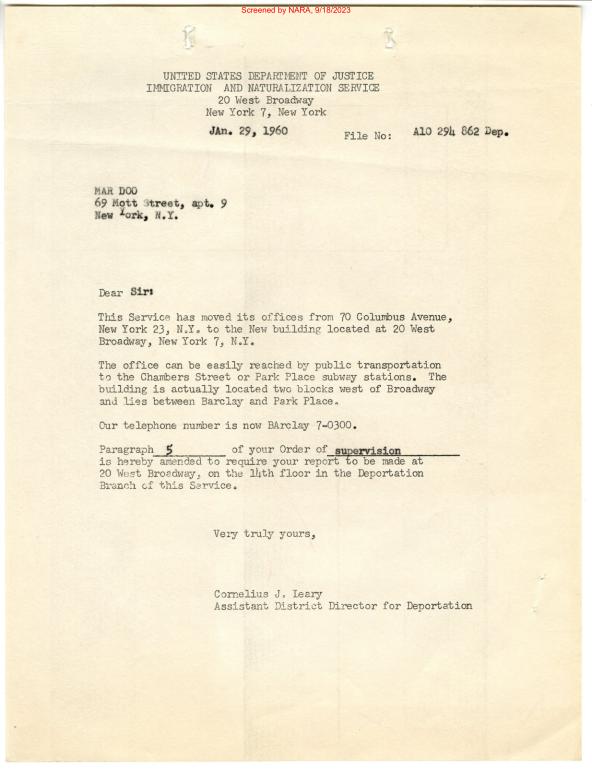 Screened by NARA, 9/18/2023
UNITED STATES DEPARTMENT OF JUSTICE
IMMIGRATION AND NATURALIZATION SERVICE
20 West Broadway
New York 7, New York
JAn. 29, 1960
File No: A10 294 862 Dep.
MAR DOO
69 Mott Street, apt. 9
New York, N.Y.
Dear Sir:
This Service has moved its offices from 70 Columbus Avenue,
New York 23, N.Y. to the New building located at 20 West
Broadway, New York 7, N.Y.
The office can be easily reached by public transportation
to the Chambers Street or Park Place subway stations. The
building is actually located two blocks west of Broadway
and lies between Barclay and Park Place.
Our telephone number is now BArclay 7-0300.
Paragraph 5 of your Order of supervision
is hereby amended to require your report to be made at
20 West Broadway, on the 14th floor in the Deportation
Branch of this Service.
Very truly yours,
Cornelius J. Leary
Assistant District Director for Deportation